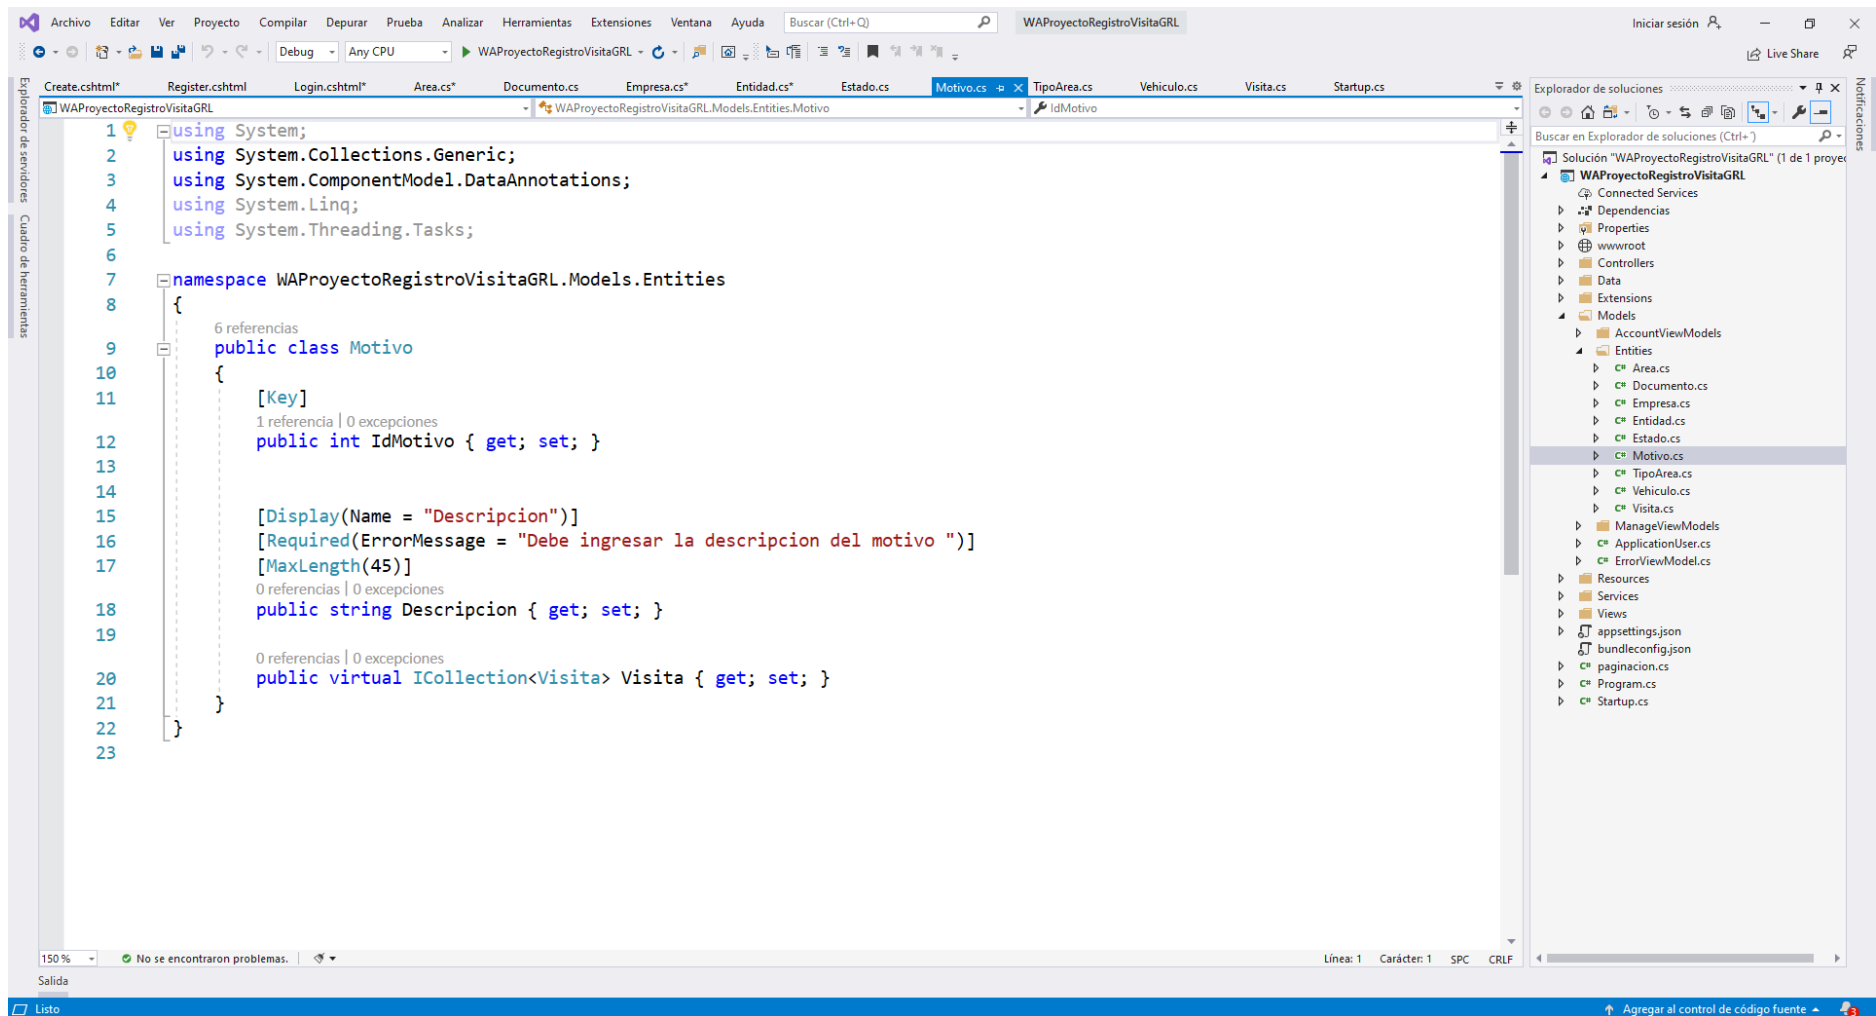 Archivo Editar Ver Proyecto Compilar Depurar Prueba Analizar Herramientas Extensiones Ventana Ayuda Buscar (Ctrl+Q) WAProyectoRegistroVisitaGRL Iniciar sesión
Debug Any CPU WAProyectoRegistroVisitaGRL Live Share
Explorador de servidores
Cuadro de herramientas
Create.cshtml* Register.cshtml Login.cshtml* Area.cs* Documento.cs Empresa.cs* Entidad.cs* Estado.cs Motivo.cs TipoArea.cs Vehiculo.cs Visita.cs Startup.cs
WAProyectoRegistroVisitaGRL WAProyectoRegistroVisitaGRL.Models.Entities.Motivo IdMotivo
1 using System;
2 using System.Collections.Generic;
3 using System.ComponentModel.DataAnnotations;
4 using System.Linq;
5 using System.Threading.Tasks;
6
7 namespace WAProyectoRegistroVisitaGRL.Models.Entities
8 {
6 referencias
9 public class Motivo
10 {
11 [Key]
1 referencia | 0 excepciones
12 public int IdMotivo { get; set; }
13
14
15 [Display(Name = "Descripcion")]
16 [Required(ErrorMessage = "Debe ingresar la descripcion del motivo ")]
17 [MaxLength(45)]
0 referencias | 0 excepciones
18 public string Descripcion { get; set; }
19
0 referencias | 0 excepciones
20 public virtual ICollection<Visita> Visita { get; set; }
21 }
22 }
23
150 % No se encontraron problemas. Línea: 1 Carácter: 1 SPC CRLF
Salida
Listo
Explorador de soluciones
Buscar en Explorador de soluciones (Ctrl+´)
Solución "WAProyectoRegistroVisitaGRL" (1 de 1 proyec
WAProyectoRegistroVisitaGRL
Connected Services
Dependencias
Properties
wwwroot
Controllers
Data
Extensions
Models
AccountViewModels
Entities
C# Area.cs
C# Documento.cs
C# Empresa.cs
C# Entidad.cs
C# Estado.cs
C# Motivo.cs
C# TipoArea.cs
C# Vehiculo.cs
C# Visita.cs
ManageViewModels
C# ApplicationUser.cs
C# ErrorViewModel.cs
Resources
Services
Views
appsettings.json
bundleconfig.json
C# paginacion.cs
C# Program.cs
C# Startup.cs
Notificaciones
Agregar al control de código fuente 3